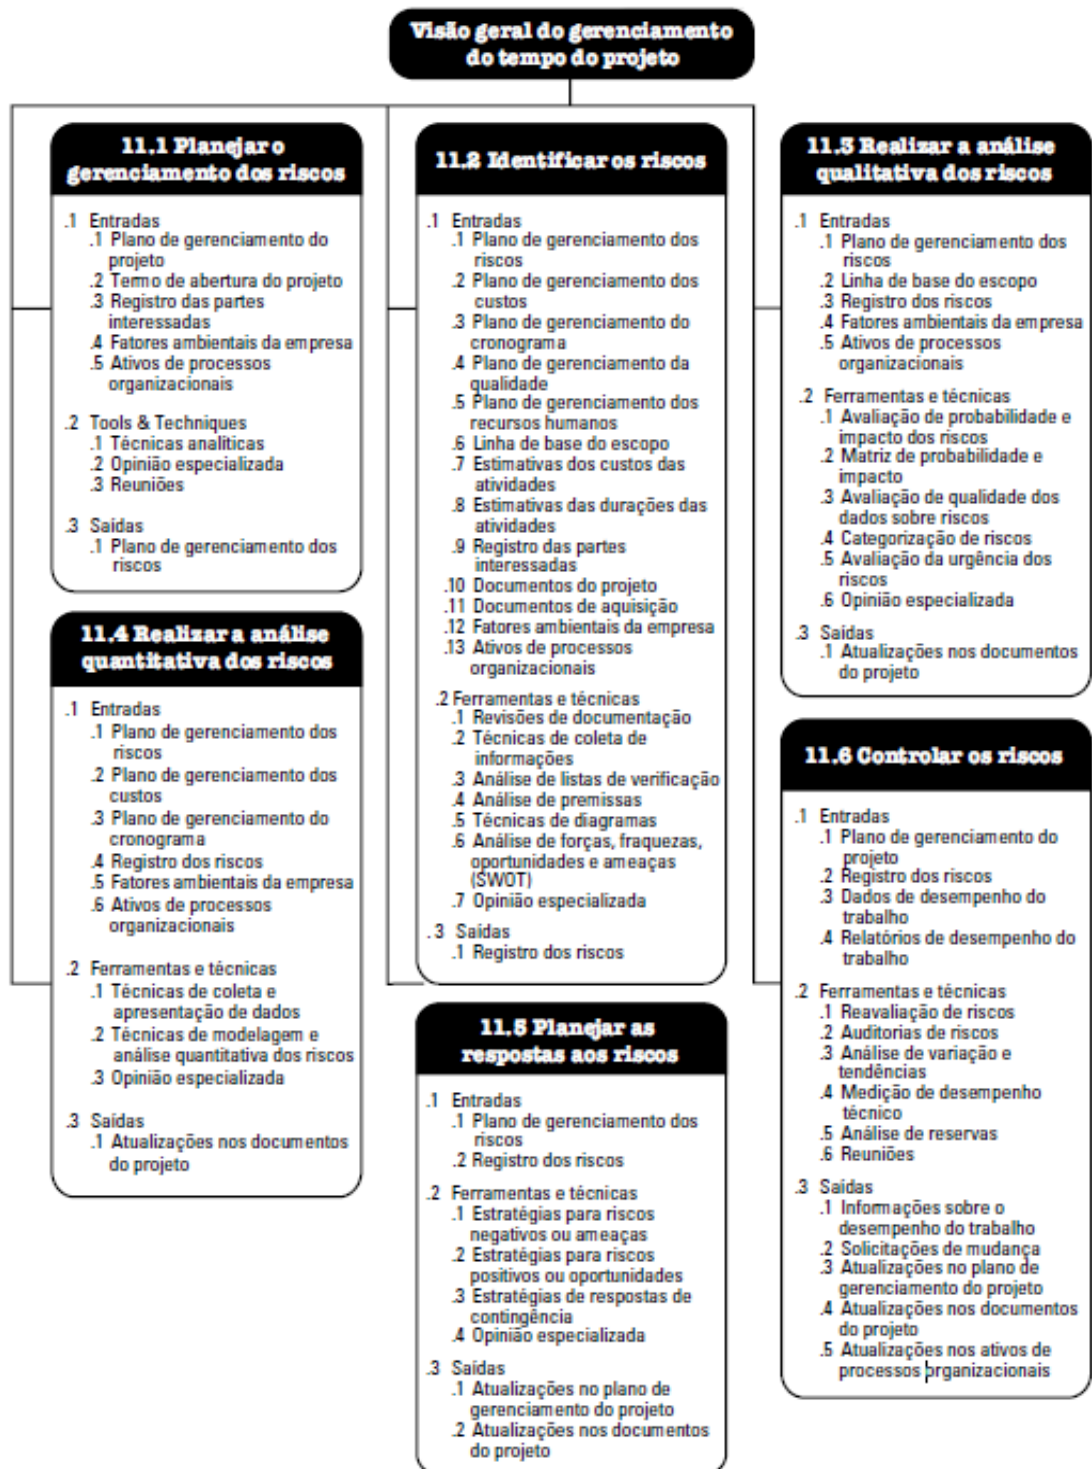 Visão geral do gerenciamento
do tempo do projeto
11.1 Planejar o
gerenciamento dos riscos
.1 Entradas
.1 Plano de gerenciamento do
projeto
.2 Termo de abertura do projeto
.3 Registro das partes
interessadas
.4 Fatores ambientais da empresa
.5 Ativos de processos
organizacionais
.2 Tools & Techniques
.1 Técnicas analíticas
.2 Opinião especializada
.3 Reuniões
.3 Saídas
.1 Plano de gerenciamento dos
riscos
11.2 Identificar os riscos
.1 Entradas
.1 Plano de gerenciamento dos
riscos
.2 Plano de gerenciamento dos
custos
.3 Plano de gerenciamento do
cronograma
.4 Plano de gerenciamento da
qualidade
.5 Plano de gerenciamento dos
recursos humanos
.6 Linha de base do escopo
.7 Estimativas dos custos das
atividades
.8 Estimativas das durações das
atividades
.9 Registro das partes
interessadas
.10 Documentos do projeto
.11 Documentos de aquisição
.12 Fatores ambientais da empresa
.13 Ativos de processos
organizacionais
.2 Ferramentas e técnicas
.1 Revisões de documentação
.2 Técnicas de coleta de
informações
.3 Análise de listas de verificação
.4 Análise de premissas
.5 Técnicas de diagramas
.6 Análise de forças, fraquezas,
oportunidades e ameaças
(SWOT)
.7 Opinião especializada
.3 Saídas
.1 Registro dos riscos
11.3 Realizar a análise
qualitativa dos riscos
.1 Entradas
.1 Plano de gerenciamento dos
riscos
.2 Linha de base do escopo
.3 Registro dos riscos
.4 Fatores ambientais da empresa
.5 Ativos de processos
organizacionais
.2 Ferramentas e técnicas
.1 Avaliação de probabilidade e
impacto dos riscos
.2 Matriz de probabilidade e
impacto
.3 Avaliação de qualidade dos
dados sobre riscos
.4 Categorização de riscos
.5 Avaliação da urgência dos
riscos
.6 Opinião especializada
.3 Saídas
.1 Atualizações nos documentos
do projeto
11.4 Realizar a análise
quantitativa dos riscos
.1 Entradas
.1 Plano de gerenciamento dos
riscos
.2 Plano de gerenciamento dos
custos
.3 Plano de gerenciamento do
cronograma
.4 Registro dos riscos
.5 Fatores ambientais da empresa
.6 Ativos de processos
organizacionais
.2 Ferramentas e técnicas
.1 Técnicas de coleta e
apresentação de dados
.2 Técnicas de modelagem e
análise quantitativa dos riscos
.3 Opinião especializada
.3 Saídas
.1 Atualizações nos documentos
do projeto
11.5 Planejar as
respostas aos riscos
.1 Entradas
.1 Plano de gerenciamento dos
riscos
.2 Registro dos riscos
.2 Ferramentas e técnicas
.1 Estratégias para riscos
negativos ou ameaças
.2 Estratégias para riscos
positivos ou oportunidades
.3 Estratégias de respostas de
contingência
.4 Opinião especializada
.3 Saídas
.1 Atualizações no plano de
gerenciamento do projeto
.2 Atualizações nos documentos
do projeto
11.6 Controlar os riscos
.1 Entradas
.1 Plano de gerenciamento do
projeto
.2 Registro dos riscos
.3 Dados de desempenho do
trabalho
.4 Relatórios de desempenho do
trabalho
.2 Ferramentas e técnicas
.1 Reavaliação de riscos
.2 Auditorias de riscos
.3 Análise de variação e
tendências
.4 Medição de desempenho
técnico
.5 Análise de reservas
.6 Reuniões
.3 Saídas
.1 Informações sobre o
desempenho do trabalho
.2 Solicitações de mudança
.3 Atualizações no plano de
gerenciamento do projeto
.4 Atualizações nos documentos
do projeto
.5 Atualizações nos ativos de
processos organizacionais